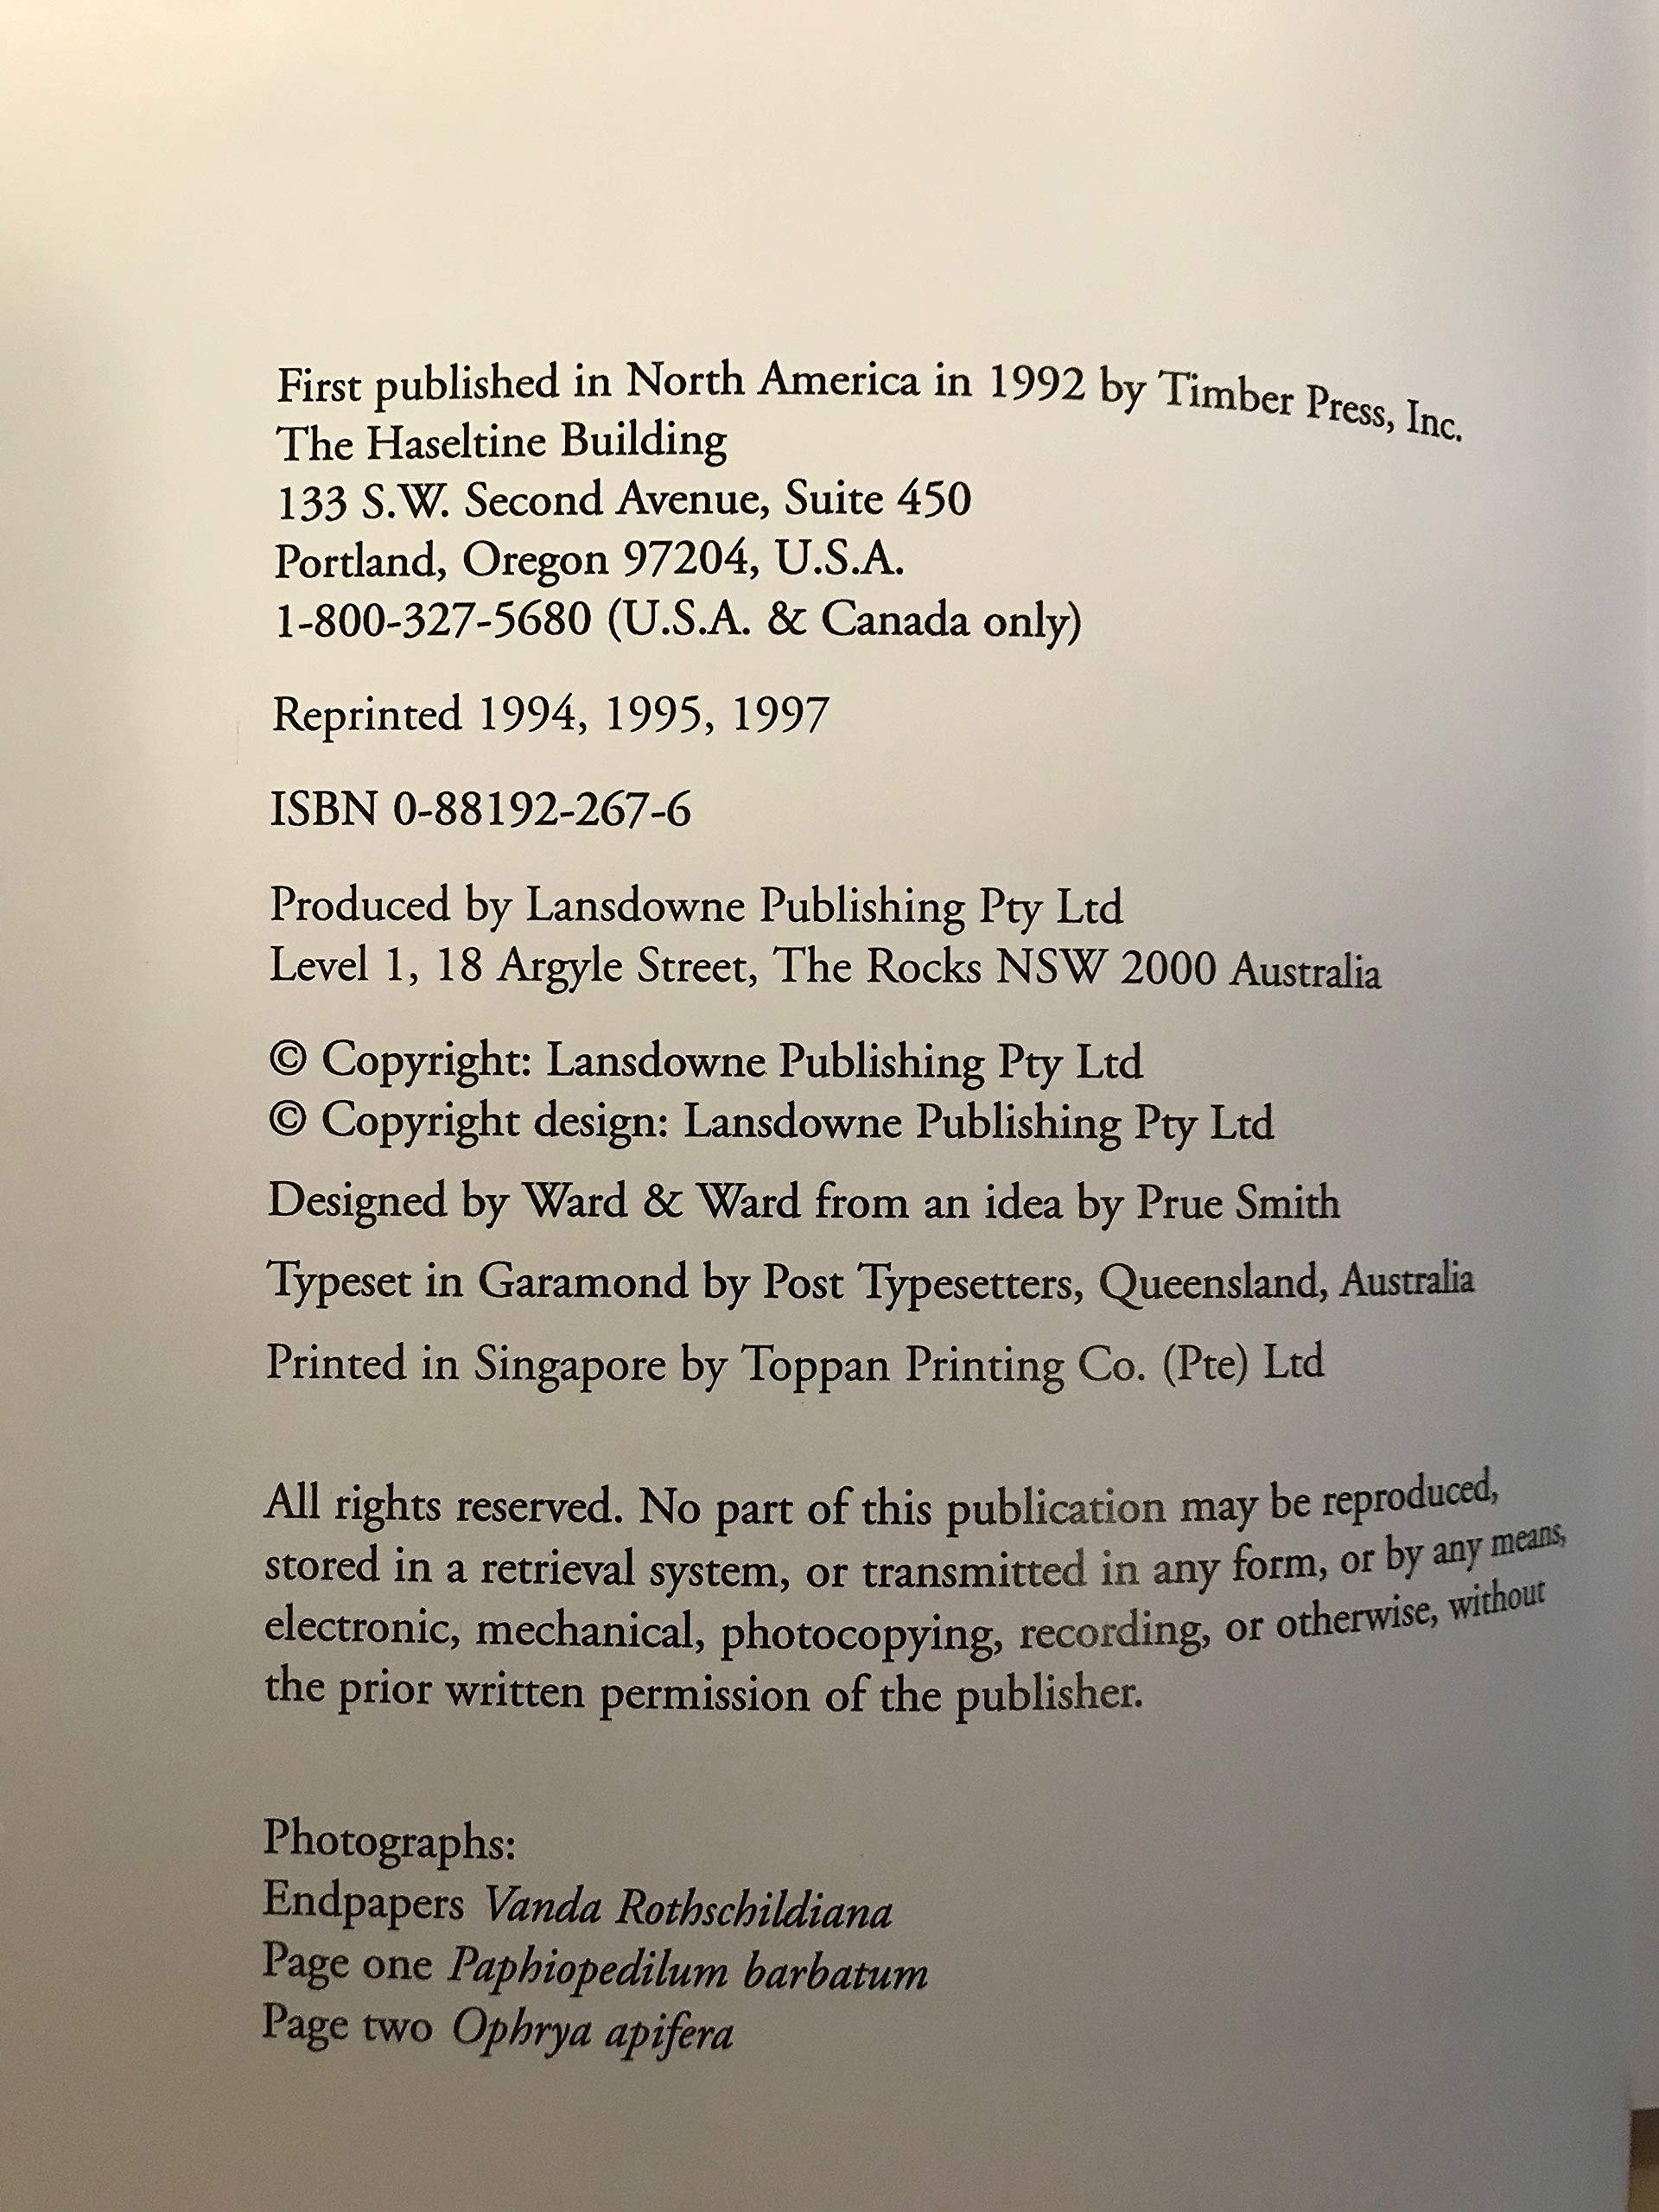 First published in North America in 1992 by Timber Press, Inc.
The Haseltine Building
133 S.W. Second Avenue, Suite 450
Portland, Oregon 97204, U.S.A.
1-800-327-5680 (U.S.A. & Canada only)
Reprinted 1994, 1995, 1997
ISBN 0-88192-267-6
Produced by Lansdowne Publishing Pty Ltd
Level 1, 18 Argyle Street, The Rocks NSW 2000 Australia
© Copyright: Lansdowne Publishing Pty Ltd
© Copyright design: Lansdowne Publishing Pty Ltd
Designed by Ward & Ward from an idea by Prue Smith
Typeset in Garamond by Post Typesetters, Queensland, Australia
Printed in Singapore by Toppan Printing Co. (Pte) Ltd
All rights reserved. No part of this publication may be reproduced,
stored in a retrieval system, or transmitted in any form, or by any means,
electronic, mechanical, photocopying, recording, or otherwise, without
the prior written permission of the publisher.
Photographs:
Endpapers Vanda Rothschildiana
Page one Paphiopedilum barbatum
Page two Ophrya apifera